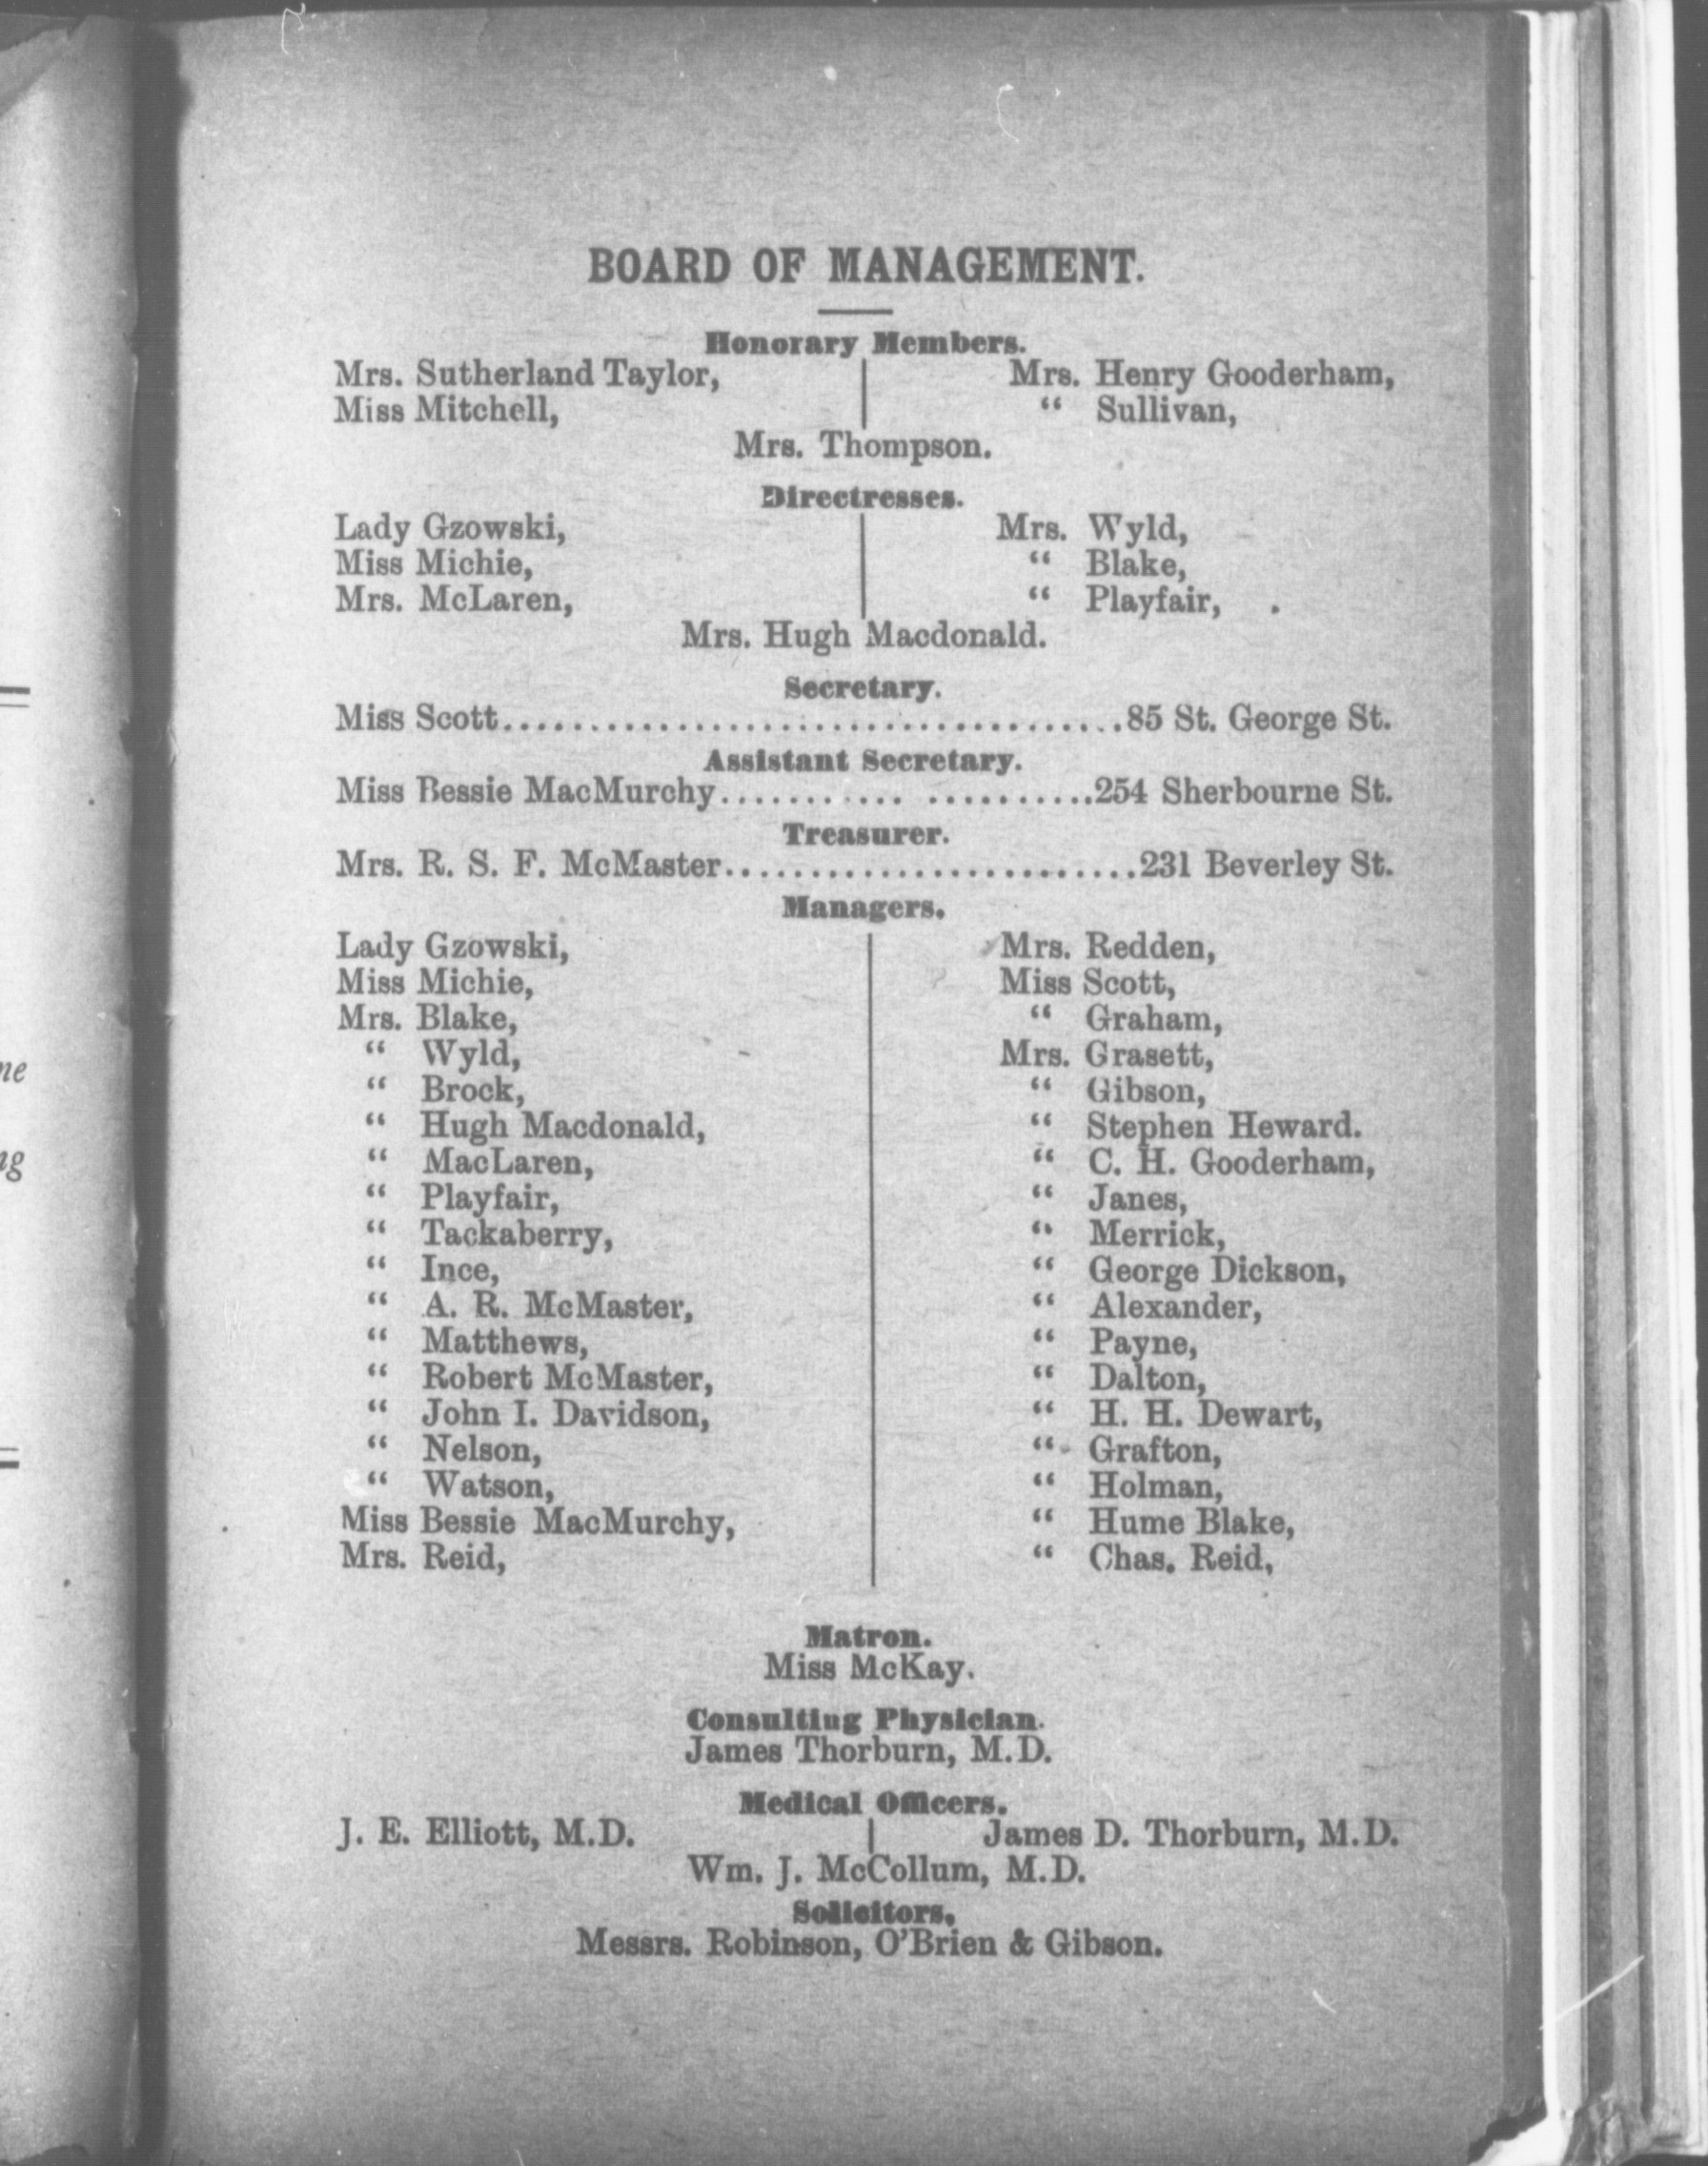 BOARD OF MANAGEMENT.
Honorary Members.
Mrs. Sutherland Taylor, Mrs. Henry Gooderham,
Miss Mitchell, “ Sullivan,
Mrs. Thompson.
Directresses.
Lady Gzowski, Mrs. Wyld,
Miss Michie, “ Blake,
Mrs. McLaren, “ Playfair,
Mrs. Hugh Macdonald.
Secretary.
Miss Scott....................................85 St. George St.
Assistant Secretary.
Miss Bessie MacMurchy........... .... ..........254 Sherbourne St.
Treasurer.
Mrs. R. S. F. McMaster.........................231 Beverley St.
Managers.
Lady Gzowski,
Miss Michie,
Mrs. Blake,
“ Wyld,
“ Brock,
“ Hugh Macdonald,
“ MacLaren,
“ Playfair,
“ Tackaberry,
“ Ince,
“ A. R. McMaster,
“ Matthews,
“ Robert McMaster,
“ John I. Davidson,
“ Nelson,
“ Watson,
Miss Bessie MacMurchy,
Mrs. Reid,
Mrs. Redden,
Miss Scott,
“ Graham,
Mrs. Grasett,
“ Gibson,
“ Stephen Heward.
“ C. H. Gooderham,
“ Janes,
“ Merrick,
“ George Dickson,
“ Alexander,
“ Payne,
“ Dalton,
“ H. H. Dewart,
“ Grafton,
“ Holman,
“ Hume Blake,
“ Chas. Reid,
Matron.
Miss McKay.
Consulting Physician.
James Thorburn, M.D.
Medical Officers.
J. E. Elliott, M.D. James D. Thorburn, M.D.
Wm. J. McCollum, M.D.
Solicitors.
Messrs. Robinson, O’Brien & Gibson.